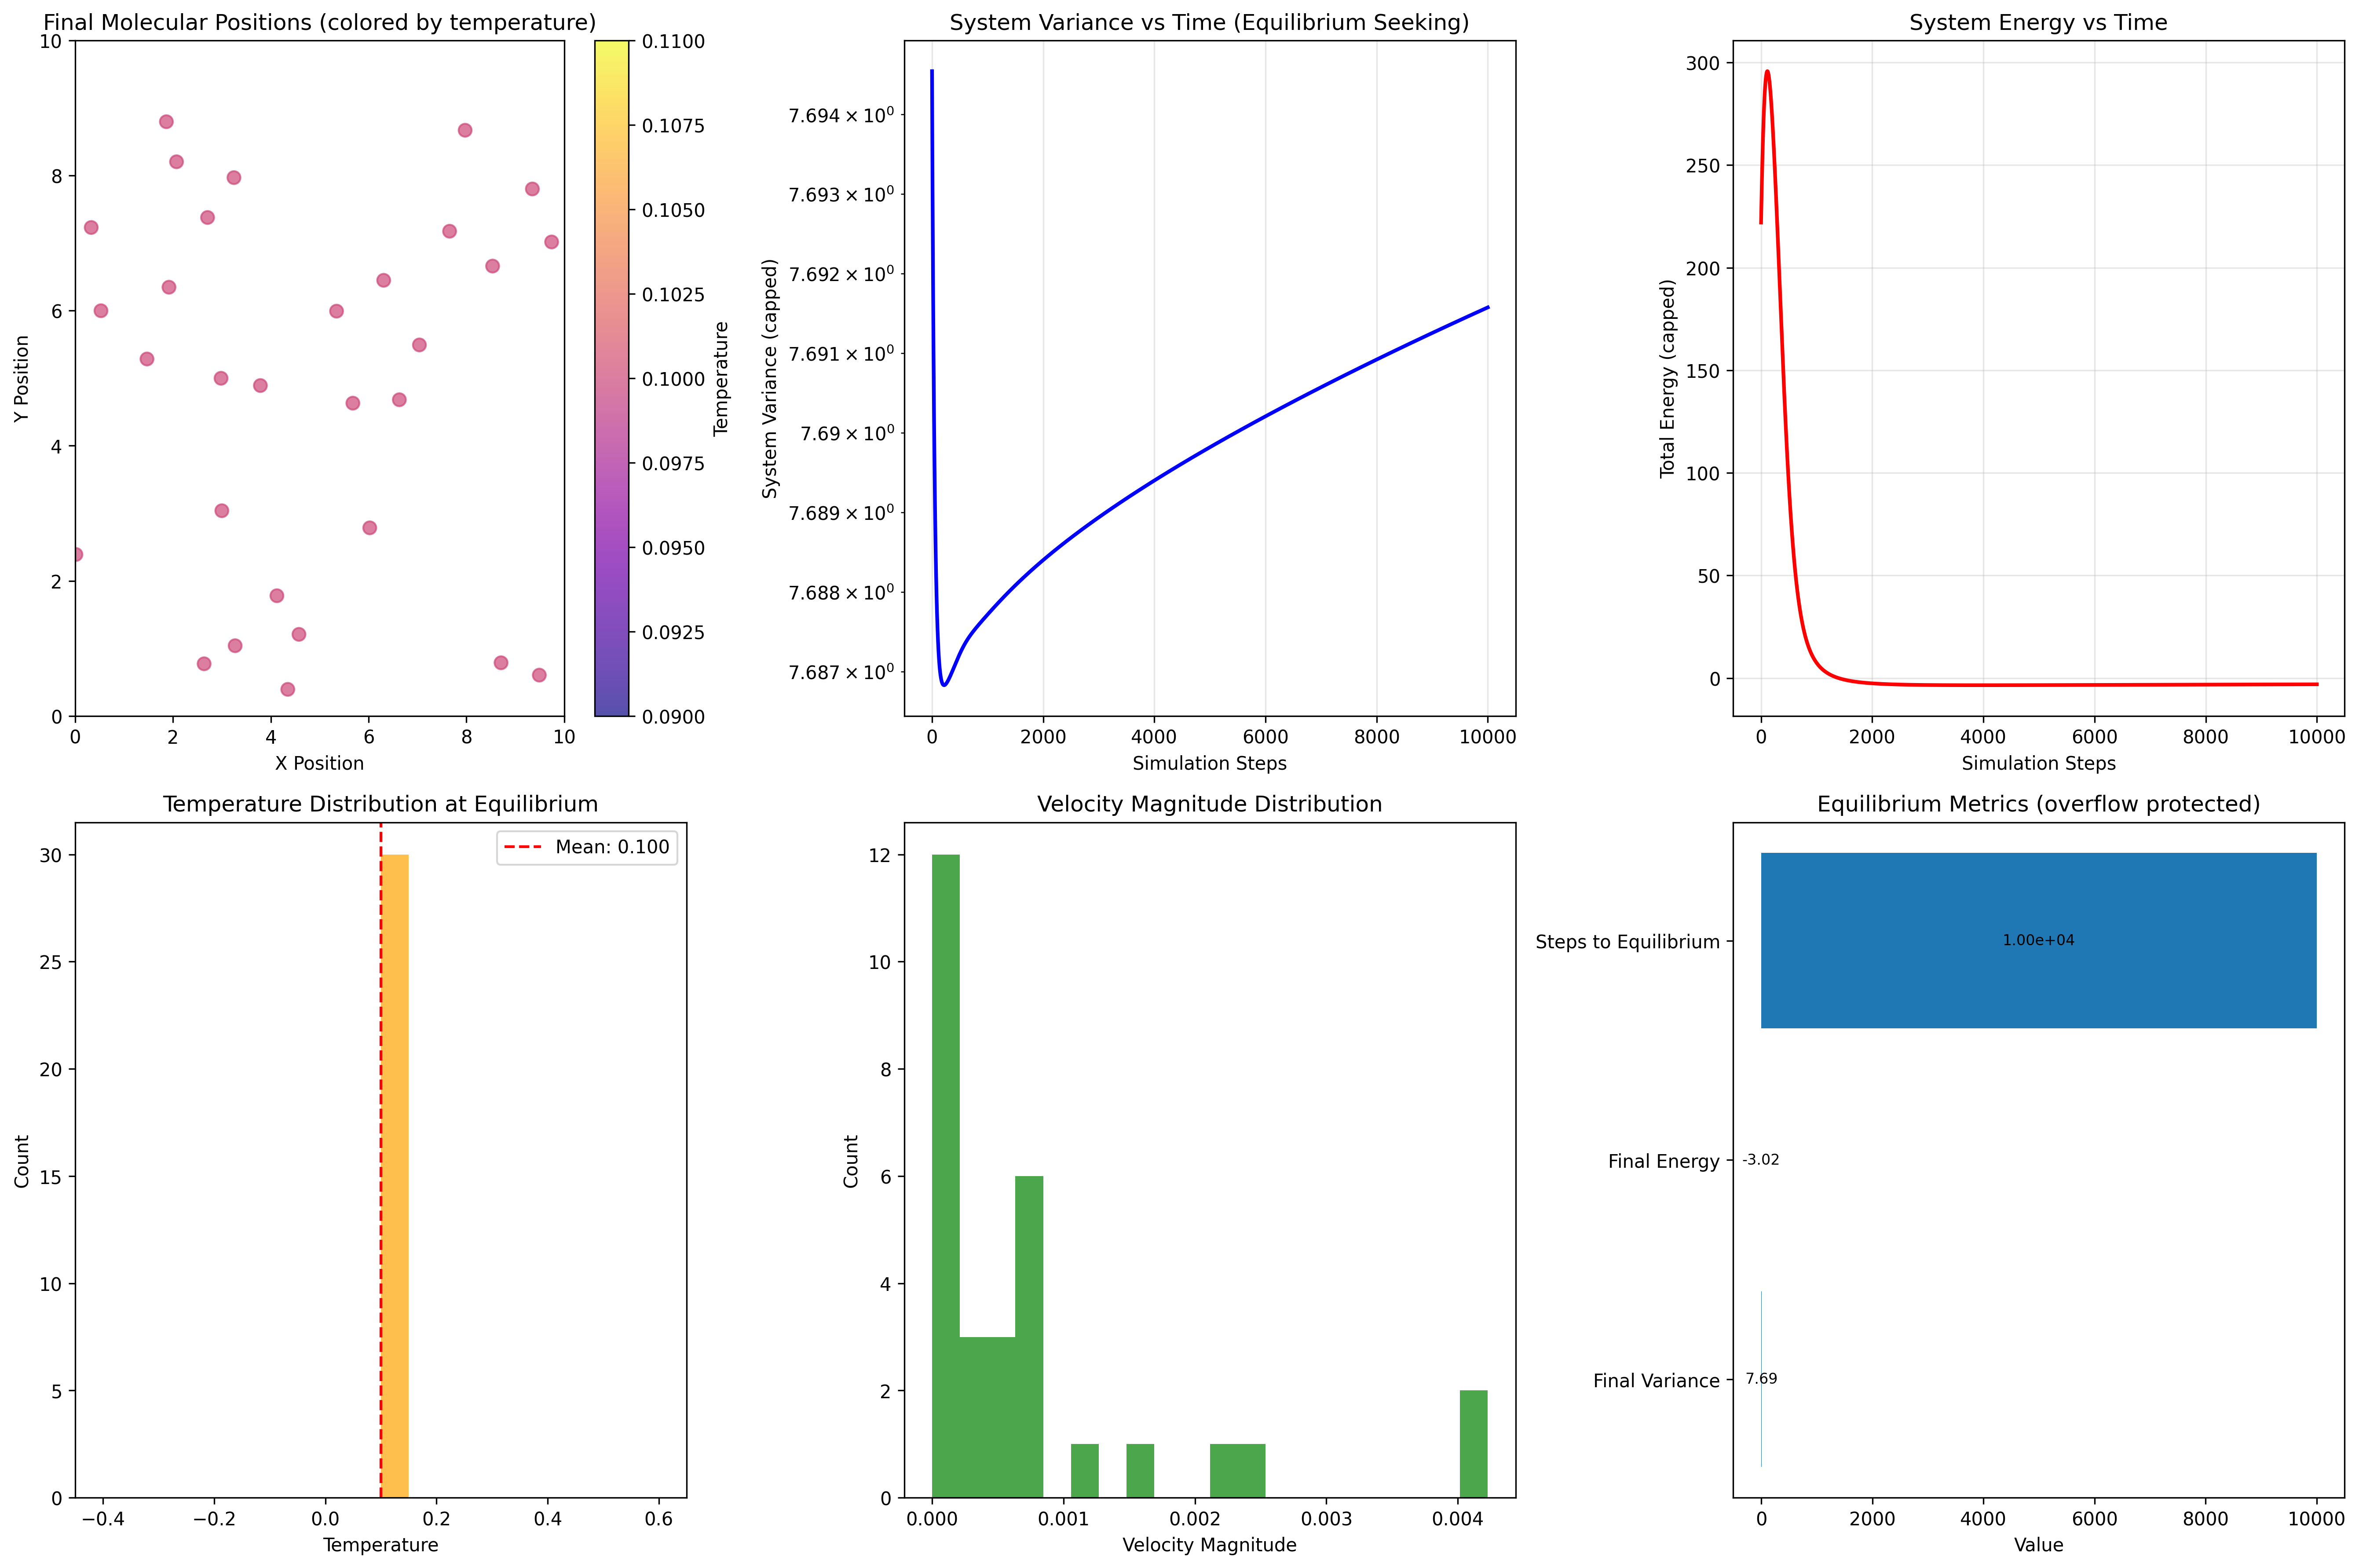 Final Molecular Positions (colored by temperature)
10
8
6
4
2
0
Y Position
0 2 4 6 8 10
X Position
0.1100
0.1075
0.1050
0.1025
0.1000
0.0975
0.0950
0.0925
0.0900
Temperature
System Variance vs Time (Equilibrium Seeking)
7.694 × 10⁰
7.693 × 10⁰
7.692 × 10⁰
7.691 × 10⁰
7.69 × 10⁰
7.689 × 10⁰
7.688 × 10⁰
7.687 × 10⁰
System Variance (capped)
0 2000 4000 6000 8000 10000
Simulation Steps
System Energy vs Time
300
250
200
150
100
50
0
Total Energy (capped)
0 2000 4000 6000 8000 10000
Simulation Steps
Temperature Distribution at Equilibrium
Mean: 0.100
30
25
20
15
10
5
0
Count
−0.4 −0.2 0.0 0.2 0.4 0.6
Temperature
Velocity Magnitude Distribution
12
10
8
6
4
2
0
Count
0.000 0.001 0.002 0.003 0.004
Velocity Magnitude
Equilibrium Metrics (overflow protected)
Steps to Equilibrium
1.00e+04
Final Energy
-3.02
Final Variance
7.69
0 2000 4000 6000 8000 10000
Value